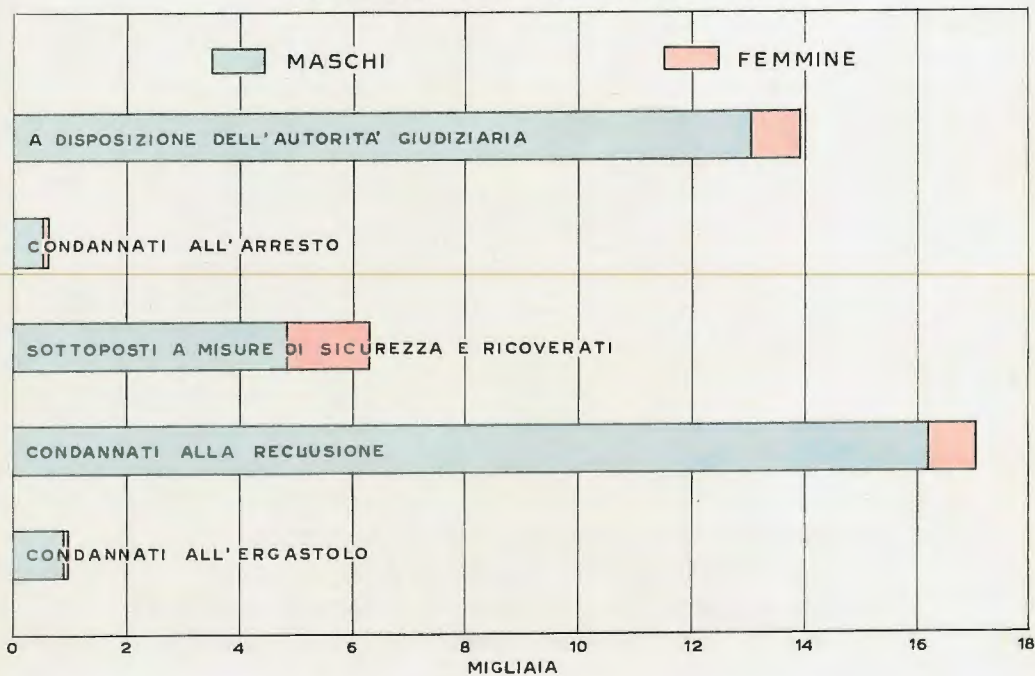 MASCHI FEMMINE
A DISPOSIZIONE DELL'AUTORITA' GIUDIZIARIA
CONDANNATI ALL'ARRESTO
SOTTOPOSTI A MISURE DI SICUREZZA E RICOVERATI
CONDANNATI ALLA RECLUSIONE
CONDANNATI ALL'ERGASTOLO
0 2 4 6 8 10 12 14 16 18
MIGLIAIA